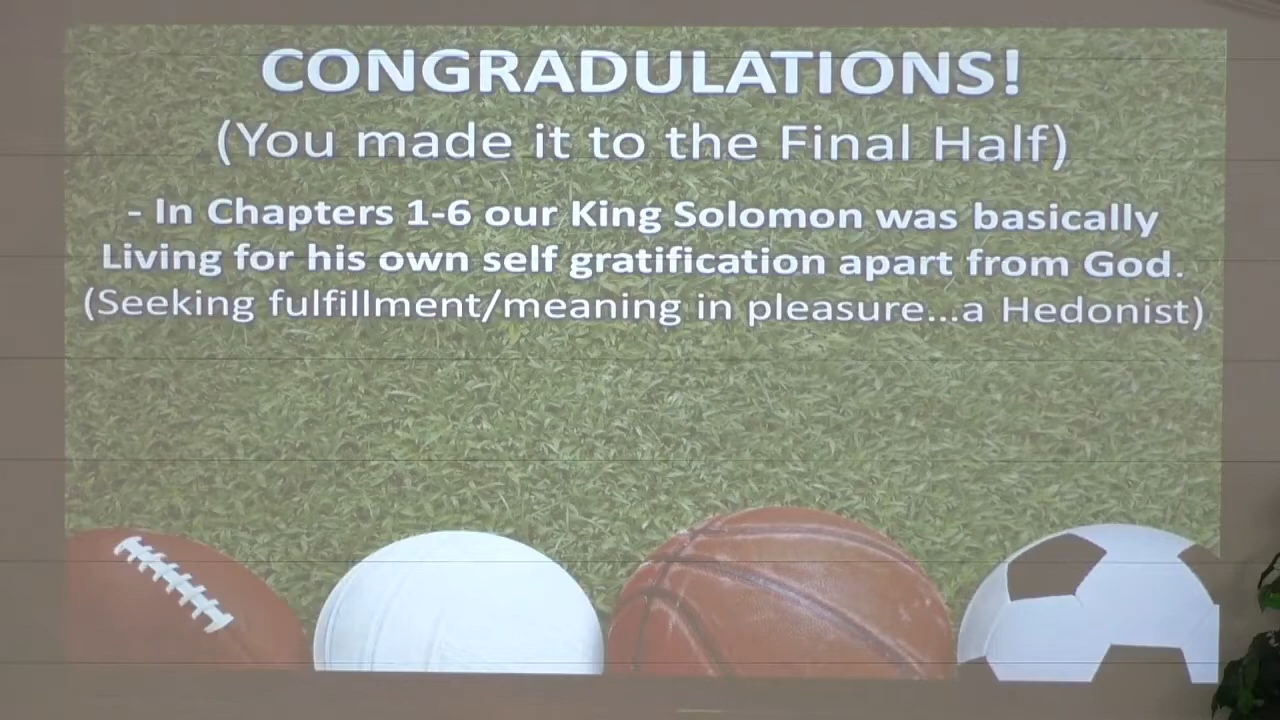 CONGRADULATIONS!
(You made it to the Final Half)
- In Chapters 1-6 our King Solomon was basically
Living for his own self gratification apart from God.
(Seeking fulfillment/meaning in pleasure...a Hedonist)